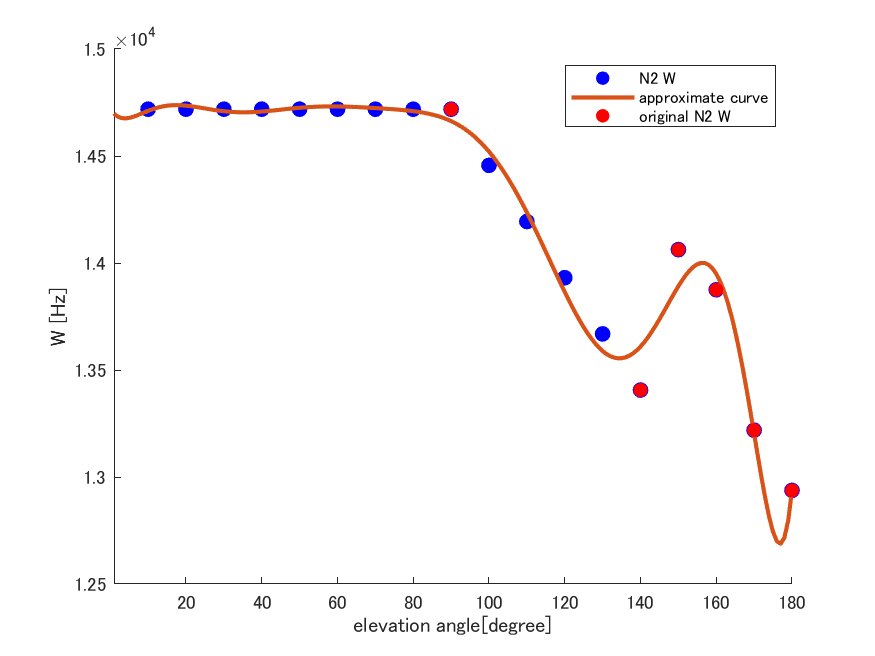 ×10⁴
1.5
1.45
1.4
1.35
1.3
1.25
W [Hz]
20 40 60 80 100 120 140 160 180
elevation angle[degree]
N2 W
approximate curve
original N2 W